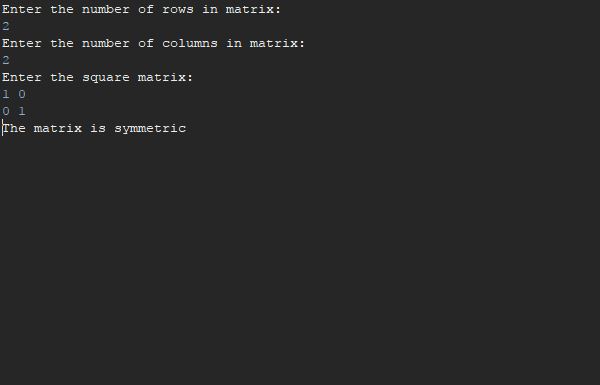 Enter the number of rows in matrix:
2
Enter the number of columns in matrix:
2
Enter the square matrix:
1 0
0 1
The matrix is symmetric